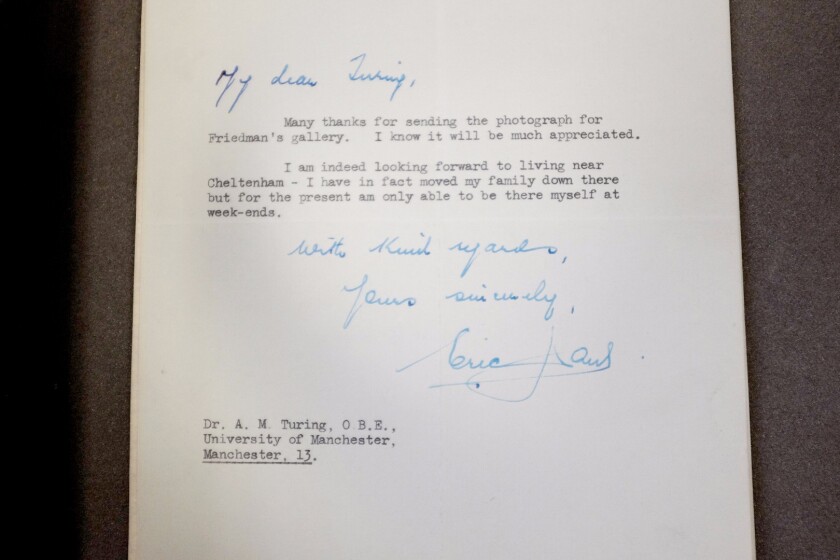 My dear Turing,
Many thanks for sending the photograph for
Friedman's gallery. I know it will be much appreciated.
I am indeed looking forward to living near
Cheltenham - I have in fact moved my family down there
but for the present am only able to be there myself at
week-ends.
With kind regards,
Yours sincerely,
Eric
Dr. A. M. Turing, O B.E.,
University of Manchester,
Manchester, 13.